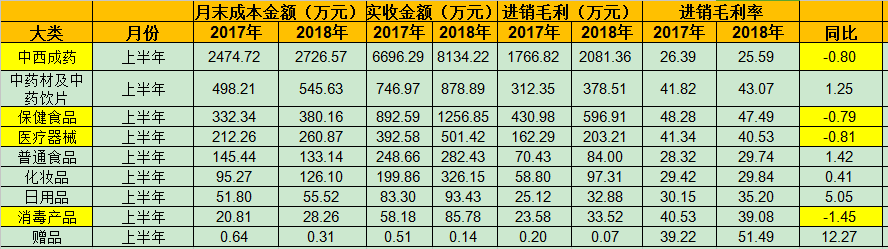 月末成本金额（万元） 实收金额（万元） 进销毛利（万元） 进销毛利率
大类 月份 2017年 2018年 2017年 2018年 2017年 2018年 2017年 2018年 同比
中西成药 上半年 2474.72 2726.57 6696.29 8134.22 1766.82 2081.36 26.39 25.59 -0.80
中药材及中
药饮片 上半年 498.21 545.63 746.97 878.89 312.35 378.51 41.82 43.07 1.25
保健食品 上半年 332.34 380.16 892.59 1256.85 430.98 596.91 48.28 47.49 -0.79
医疗器械 上半年 212.26 260.87 392.58 501.42 162.29 203.21 41.34 40.53 -0.81
普通食品 上半年 145.44 133.14 248.66 282.43 70.43 84.00 28.32 29.74 1.42
化妆品 上半年 95.27 126.10 199.86 326.15 58.80 97.31 29.42 29.84 0.41
日用品 上半年 51.80 55.52 83.30 93.43 25.12 32.88 30.15 35.20 5.05
消毒产品 上半年 20.81 28.26 58.18 85.78 23.58 33.52 40.53 39.08 -1.45
赠品 上半年 0.64 0.31 0.51 0.14 0.20 0.07 39.22 51.49 12.27